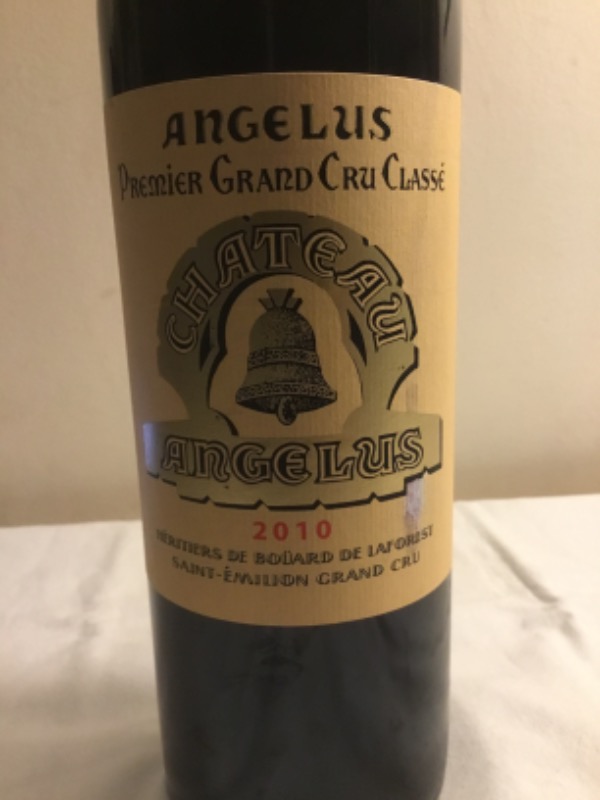 ANGELUS
PREMIER GRAND CRU CLASSÉ
CHATEAU
ANGELUS
2010
HÉRITIERS DE BOÜARD DE LAFOREST
SAINT-ÉMILION GRAND CRU